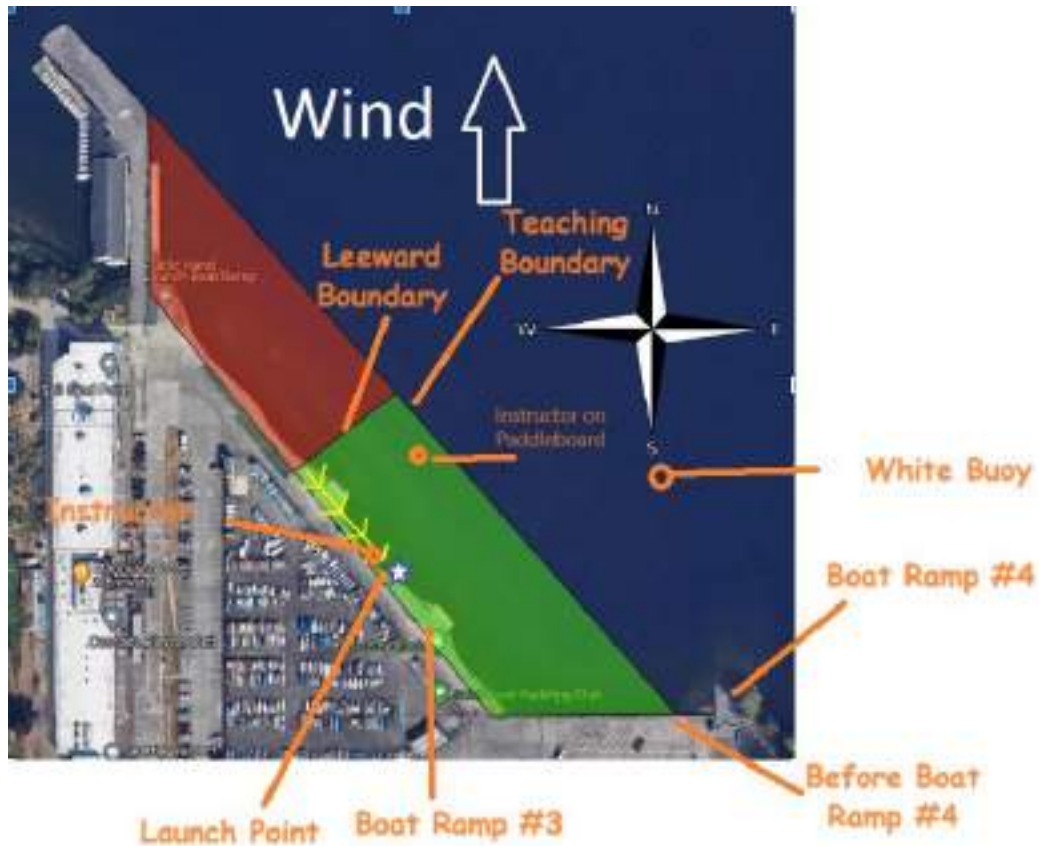 Wind
N
Teaching
Boundary
Leeward
Boundary
W
E
Instructor on
Paddleboard
S
White Buoy
Instructor
Boat Ramp #4
Launch Point
Boat Ramp #3
Before Boat
Ramp #4